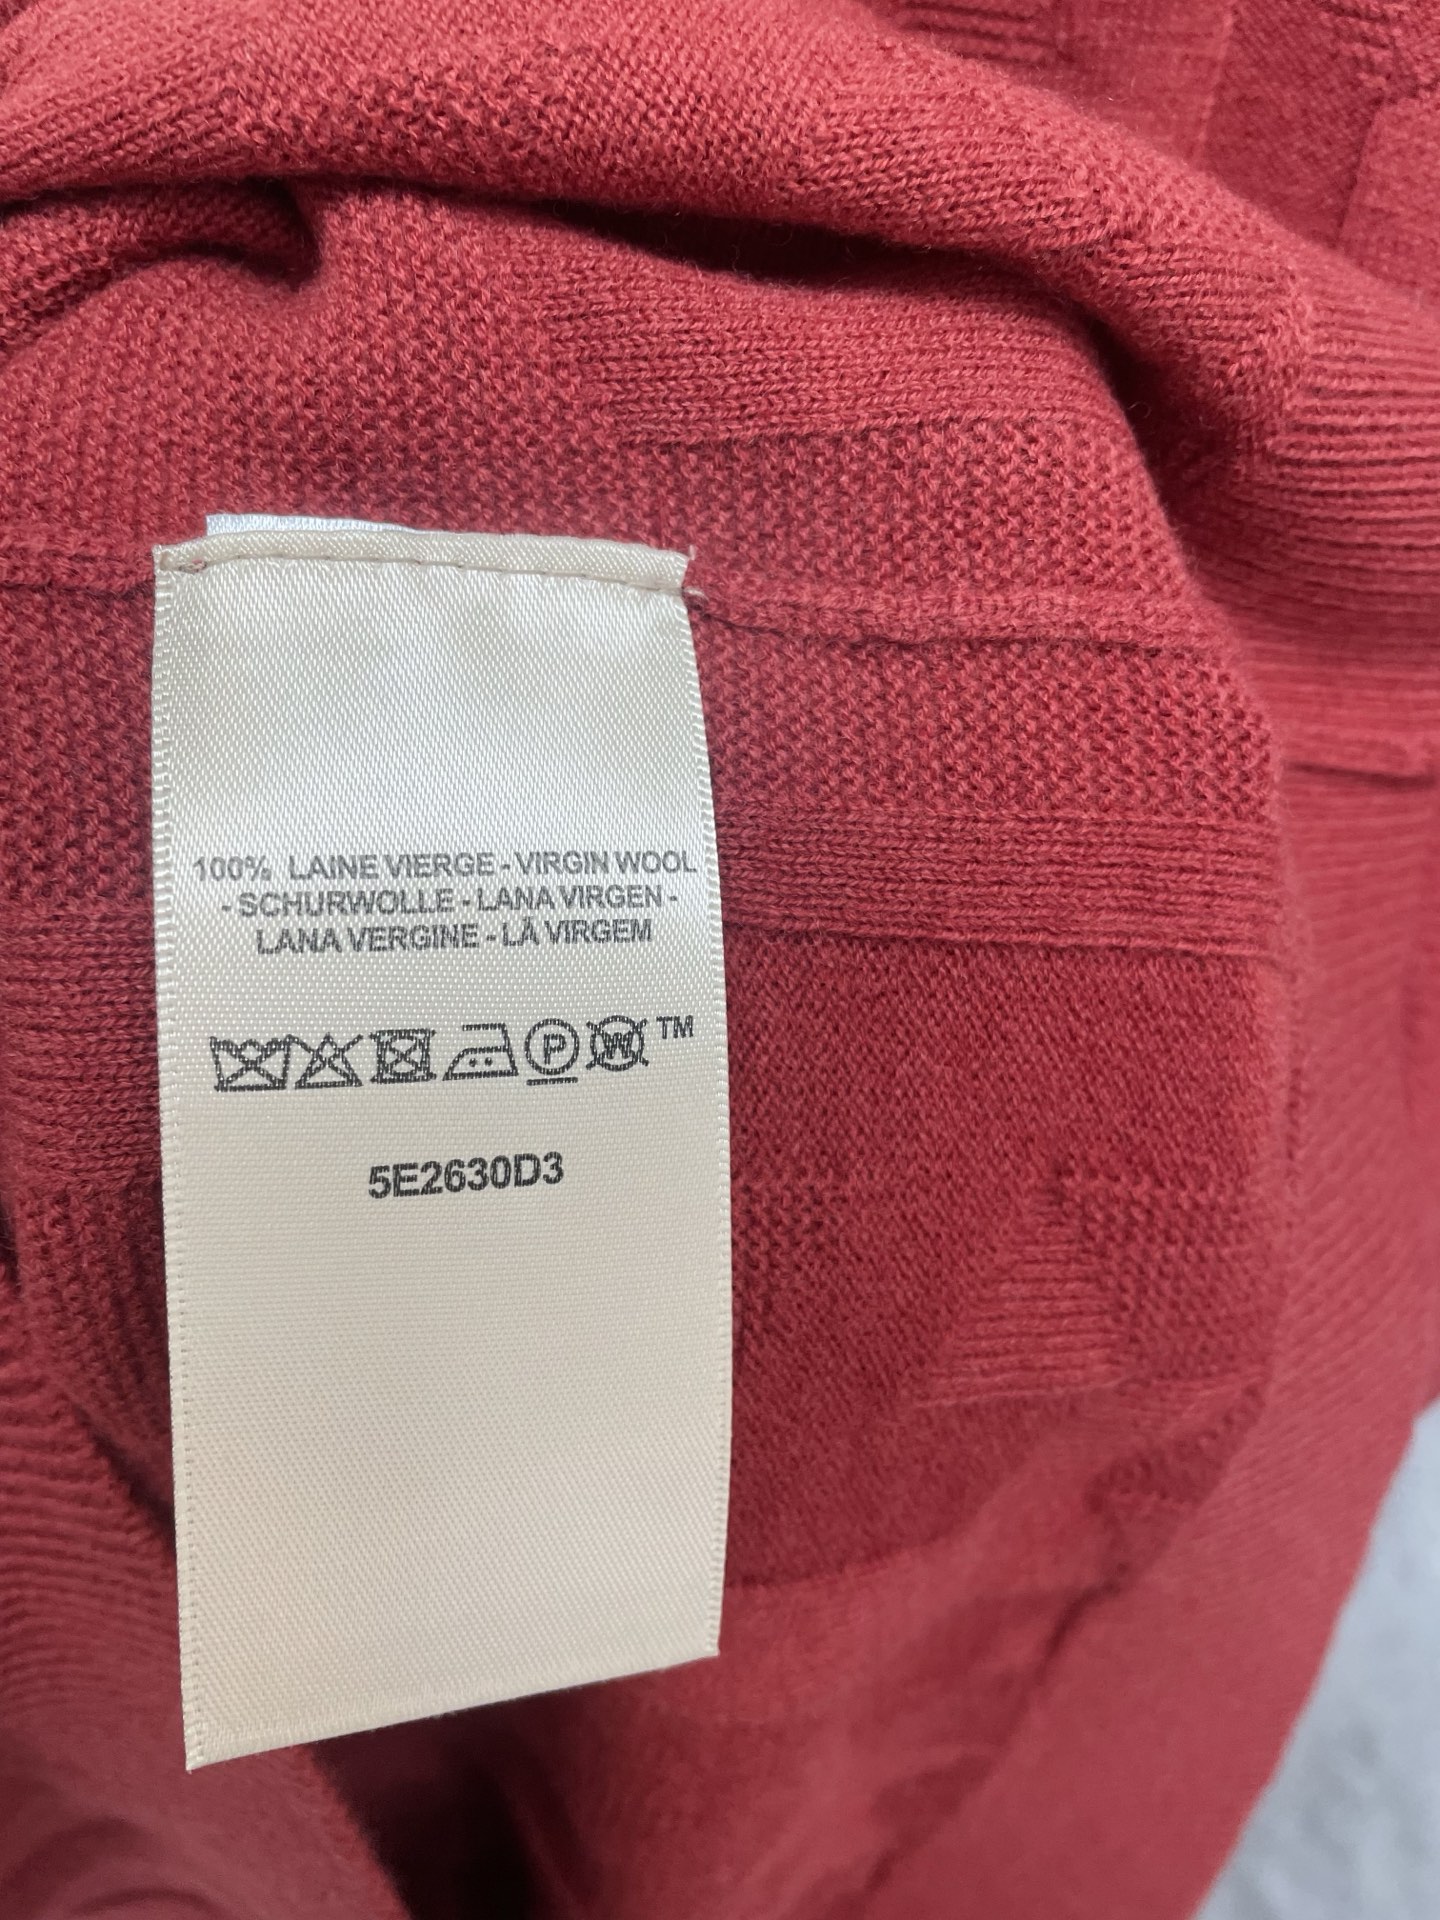 100% LAINE VIERGE - VIRGIN WOOL
- SCHURWOLLE - LANA VIRGEN -
LANA VERGINE - LÃ VIRGEM
P W TM
5E2630D3